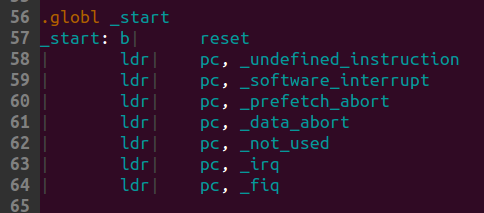 56 .globl _start
57 _start: b| reset
58 | ldr| pc, _undefined_instruction
59 | ldr| pc, _software_interrupt
60 | ldr| pc, _prefetch_abort
61 | ldr| pc, _data_abort
62 | ldr| pc, _not_used
63 | ldr| pc, _irq
64 | ldr| pc, _fiq
65